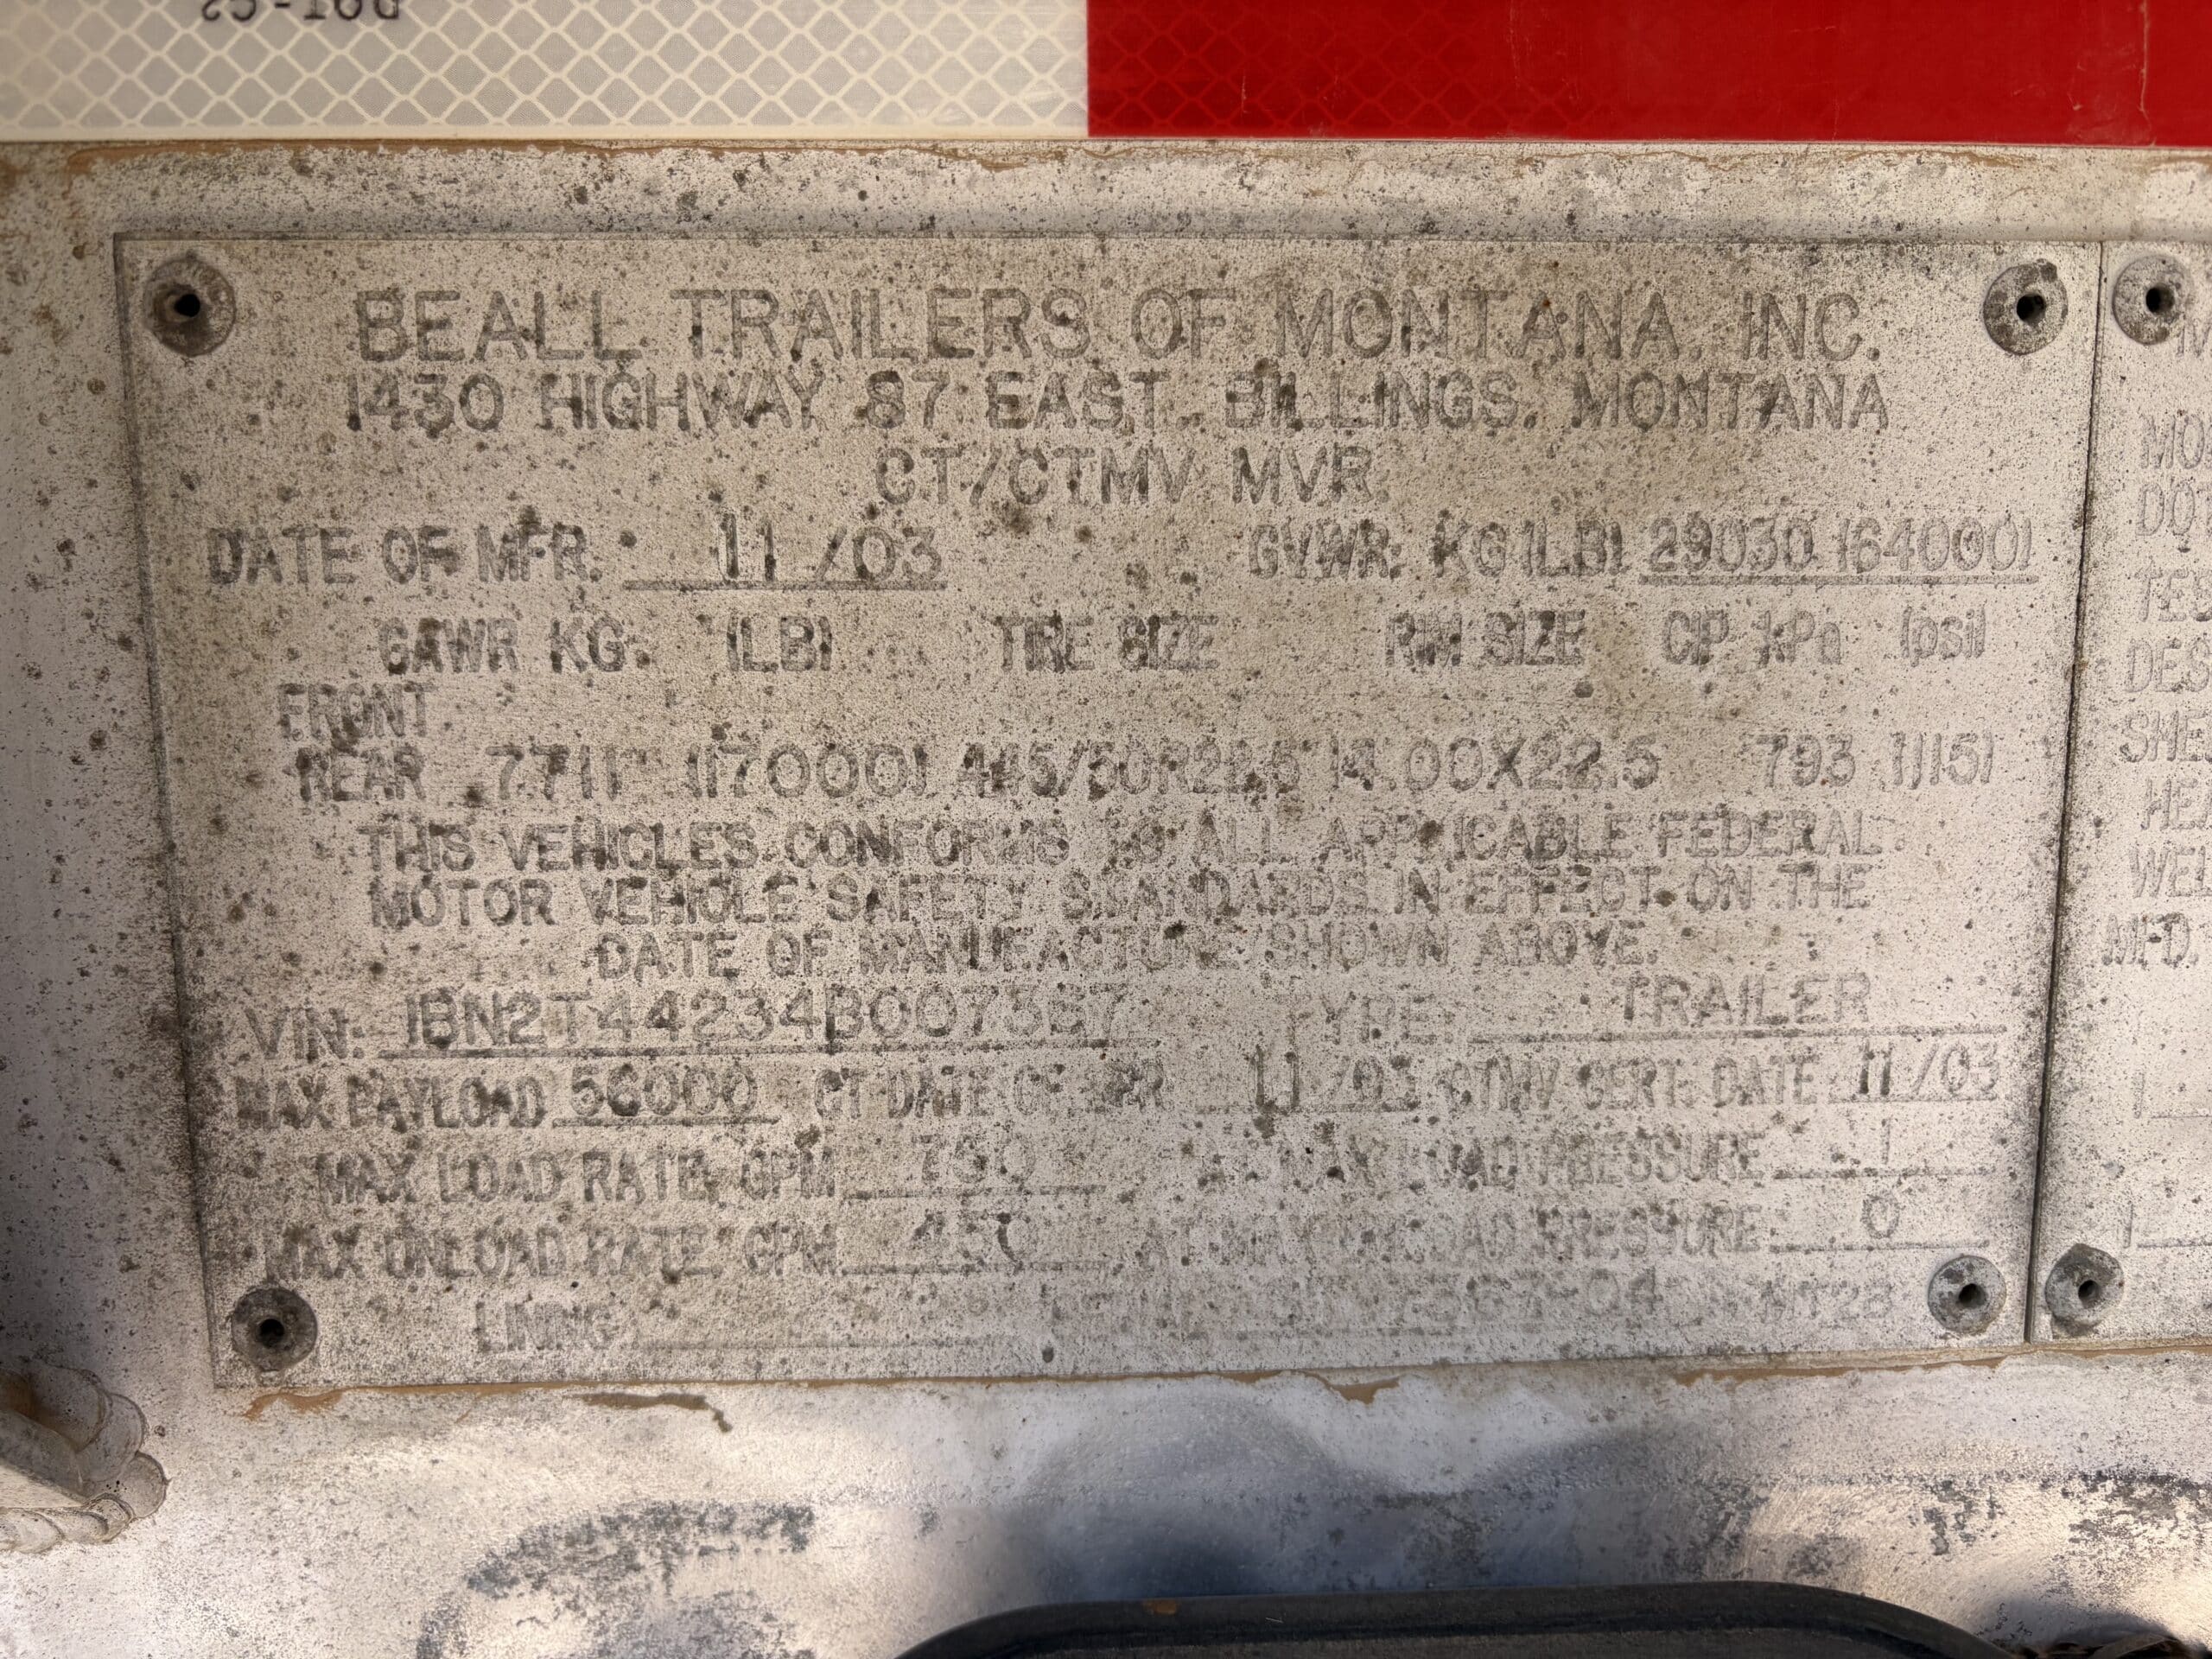 DOT-C2
BEALL TRAILERS OF MONTANA, INC.
1430 HIGHWAY 87 EAST, BILLINGS, MONTANA
CT/CTMV MVR
DATE OF MFR. 11/03 GVWR KG (LB) 29030 (64000)
GAWR KG (LB) TIRE SIZE RIM SIZE CIP kPa (psi)
FRONT
REAR 7711 (17000) 445/50R22.5 14.00X22.5 793 (115)
THIS VEHICLES CONFORMS TO ALL APPLICABLE FEDERAL
MOTOR VEHICLE SAFETY STANDARDS IN EFFECT ON THE
DATE OF MANUFACTURE SHOWN ABOVE.
VIN: TYPE: TRAILER
MAX PAYLOAD 56000 CT DATE OF MFR 11/03 CTMV CERT. DATE 11/03
MAX LOAD RATE, GPM 750 AT MAX LOAD PRESSURE 1
MAX UNLOAD RATE, GPM 450 AT MAX UNLOAD PRESSURE 0
LINING